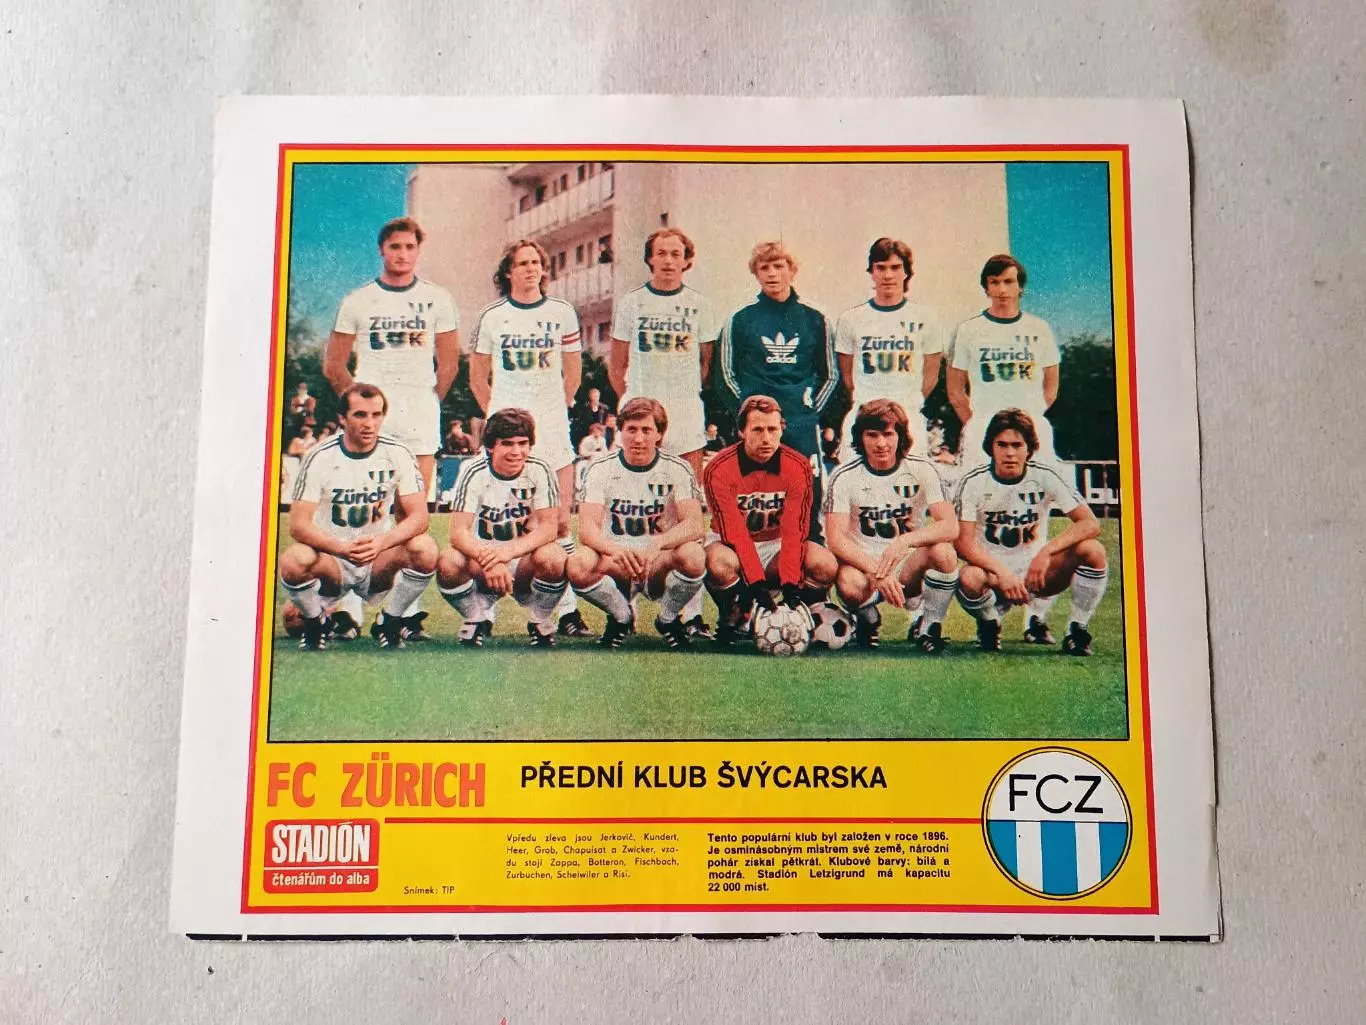 Zürich
LUK
Zürich
LUK
Zürich
LUK
adidas
Zürich
LUK
Zürich
LUK
Zürich
LUK
Zürich
LUK
Zürich
LUK
Zürich
LUK
Zürich
LUK
Zürich
LUK
FC ZÜRICH
PŘEDNÍ KLUB ŠVÝCARSKA
STADIÓN
čtenářům do alba
Snímek: TIP
Vpředu zleva jsou Jerkovič, Kundert,
Heer, Grob, Chapuisat a Zwicker, vza-
du stojí Zappa, Botteron, Fischbach,
Zurbuchen, Scheiwiler a Risi.
Tento populární klub byl založen v roce 1896.
Je osminásobným mistrem své země, národní
pohár získal pětkrát. Klubové barvy: bílá a
modrá. Stadión Letzigrund má kapacitu
22 000 míst.
FCZ